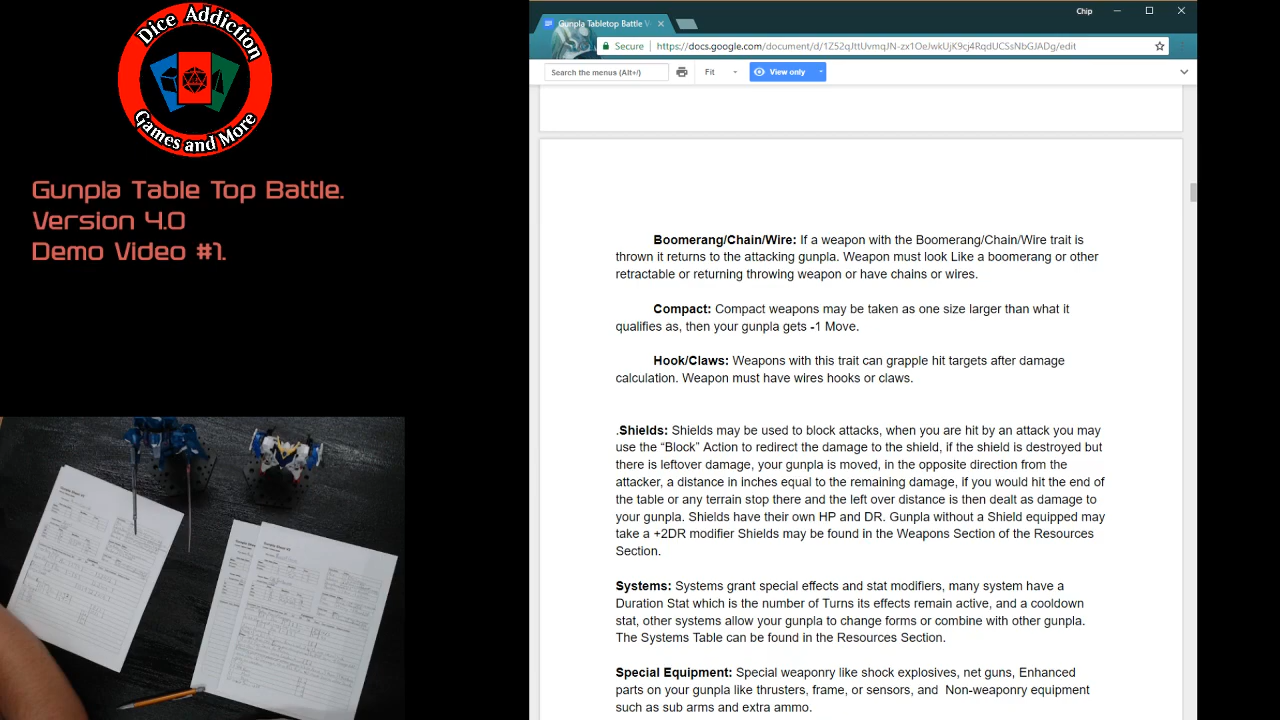 Dice Addiction
Games and More
Gunpla Table Top Battle.
Version 4.0
Demo Video #1.
Chip
Gunpla Tabletop Battle V
Secure
https://docs.google.com/document/d/1Z52qJttUvmqJN-zx1OeJwkUjK9cj4RqdUCSsNbGJADg/edit
Search the menus (Alt+/)
Fit
View only
Boomerang/Chain/Wire: If a weapon with the Boomerang/Chain/Wire trait is
thrown it returns to the attacking gunpla. Weapon must look Like a boomerang or other
retractable or returning throwing weapon or have chains or wires.
Compact: Compact weapons may be taken as one size larger than what it
qualifies as, then your gunpla gets -1 Move.
Hook/Claws: Weapons with this trait can grapple hit targets after damage
calculation. Weapon must have wires hooks or claws.
.Shields: Shields may be used to block attacks, when you are hit by an attack you may
use the “Block” Action to redirect the damage to the shield, if the shield is destroyed but
there is leftover damage, your gunpla is moved, in the opposite direction from the
attacker, a distance in inches equal to the remaining damage, if you would hit the end of
the table or any terrain stop there and the left over distance is then dealt as damage to
your gunpla. Shields have their own HP and DR. Gunpla without a Shield equipped may
take a +2DR modifier Shields may be found in the Weapons Section of the Resources
Section.
Systems: Systems grant special effects and stat modifiers, many system have a
Duration Stat which is the number of Turns its effects remain active, and a cooldown
stat, other systems allow your gunpla to change forms or combine with other gunpla.
The Systems Table can be found in the Resources Section.
Special Equipment: Special weaponry like shock explosives, net guns, Enhanced
parts on your gunpla like thrusters, frame, or sensors, and  Non-weaponry equipment
such as sub arms and extra ammo.